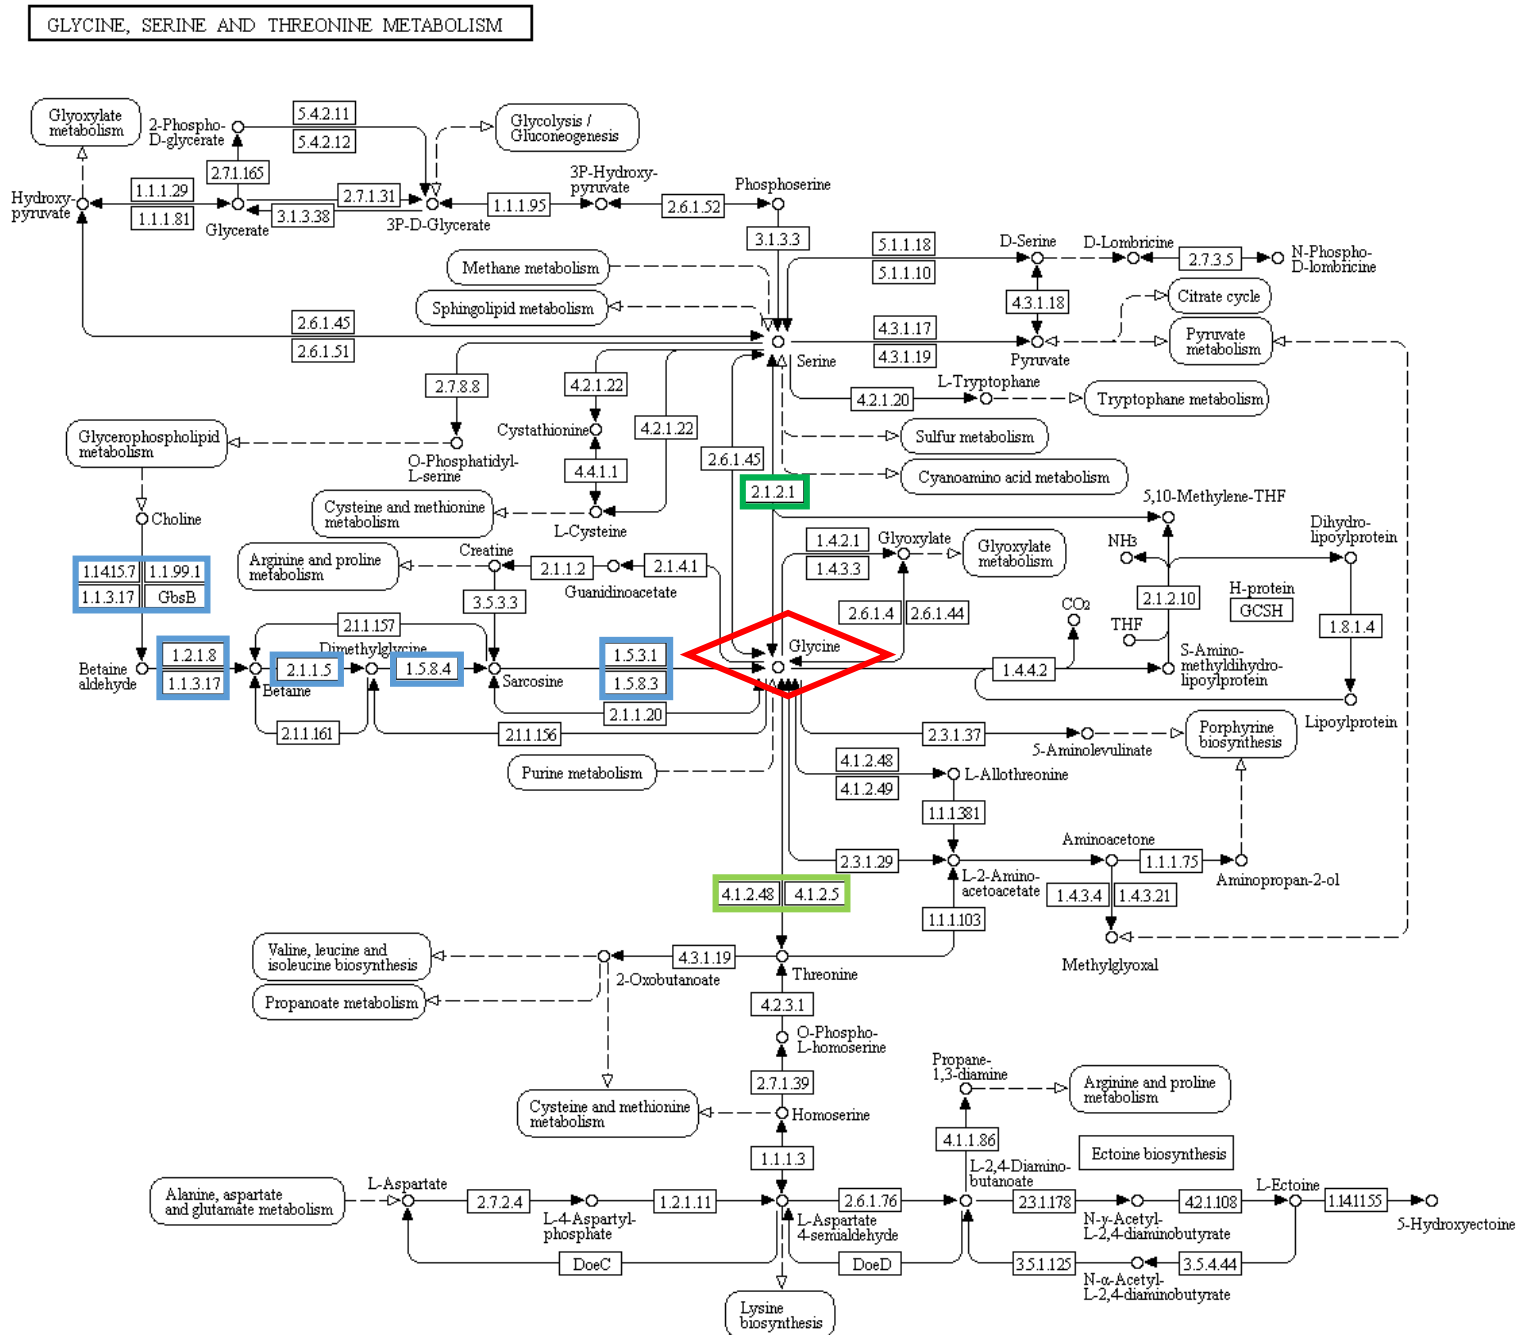 GLYCINE, SERINE AND THREONINE METABOLISM
Glyoxylate
metabolism
2-Phospho-
D-glycerate
5.4.2.11
5.4.2.12
Glycolysis /
Gluconeogenesis
2.7.1.165
Hydroxy-
pyruvate
1.1.1.29
1.1.1.81
Glycerate
2.7.1.31
3.1.3.38
3P-D-Glycerate
1.1.1.95
3P-Hydroxy-
pyruvate
2.6.1.52
Phosphoserine
3.1.3.3
Methane metabolism
Sphingolipid metabolism
5.1.1.18
5.1.1.10
D-Serine
D-Lombricine
2.7.3.5
N-Phospho-
D-lombricine
4.3.1.18
Citrate cycle
2.6.1.45
2.6.1.51
4.3.1.17
4.3.1.19
Serine
Pyruvate
Pyruvate
metabolism
2.7.8.8
4.2.1.22
4.2.1.22
4.2.1.20
L-Tryptophane
Tryptophane metabolism
Glycerophospholipid
metabolism
O-Phosphatidyl-
L-serine
Cystathionine
4.4.1.1
2.6.1.45
2.1.2.1
Sulfur metabolism
Cyanoamino acid metabolism
Choline
Cysteine and methionine
metabolism
L-Cysteine
5,10-Methylene-THF
1.14.15.7
1.1.99.1
1.1.3.17
GbsB
Arginine and proline
metabolism
Creatine
2.1.1.2
Guanidinoacetate
2.1.4.1
1.4.2.1
1.4.3.3
Glyoxylate
Glyoxylate
metabolism
NH3
Dihydro-
lipoylprotein
3.5.3.3
2.6.1.4
2.6.1.44
CO2
THF
2.1.2.10
H-protein
GCSH
1.8.1.4
2.1.1.157
Betaine
aldehyde
1.2.1.8
1.1.3.17
Betaine
2.1.1.5
Dimethylglycine
1.5.8.4
Sarcosine
1.5.3.1
1.5.8.3
Glycine
1.4.4.2
S-Amino-
methyldihydro-
lipoylprotein
Lipoylprotein
2.1.1.20
2.1.1.161
2.1.1.156
Purine metabolism
2.3.1.37
5-Aminolevulinate
Porphyrine
biosynthesis
4.1.2.48
4.1.2.49
L-Allothreonine
1.1.1.381
2.3.1.29
L-2-Amino-
acetoacetate
Aminoacetone
1.1.1.75
Aminopropan-2-ol
4.1.2.48
4.1.2.5
1.1.1.103
1.4.3.4
1.4.3.21
Methylglyoxal
Valine, leucine and
isoleucine biosynthesis
Propanoate metabolism
2-Oxobutanoate
4.3.1.19
Threonine
4.2.3.1
O-Phospho-
L-homoserine
2.7.1.39
Cysteine and methionine
metabolism
Homoserine
Propane-
1,3-diamine
Arginine and proline
metabolism
4.1.1.86
Ectoine biosynthesis
1.1.1.3
Alanine, aspartate
and glutamate metabolism
L-Aspartate
2.7.2.4
L-4-Aspartyl-
phosphate
1.2.1.11
L-Aspartate
4-semialdehyde
2.6.1.76
L-2,4-Diamino-
butanoate
2.3.1.178
N-γ-Acetyl-
L-2,4-diaminobutyrate
4.2.1.108
L-Ectoine
1.14.11.55
5-Hydroxyectoine
DoeC
DoeD
3.5.1.125
N-α-Acetyl-
L-2,4-diaminobutyrate
3.5.4.44
Lysine
biosynthesis